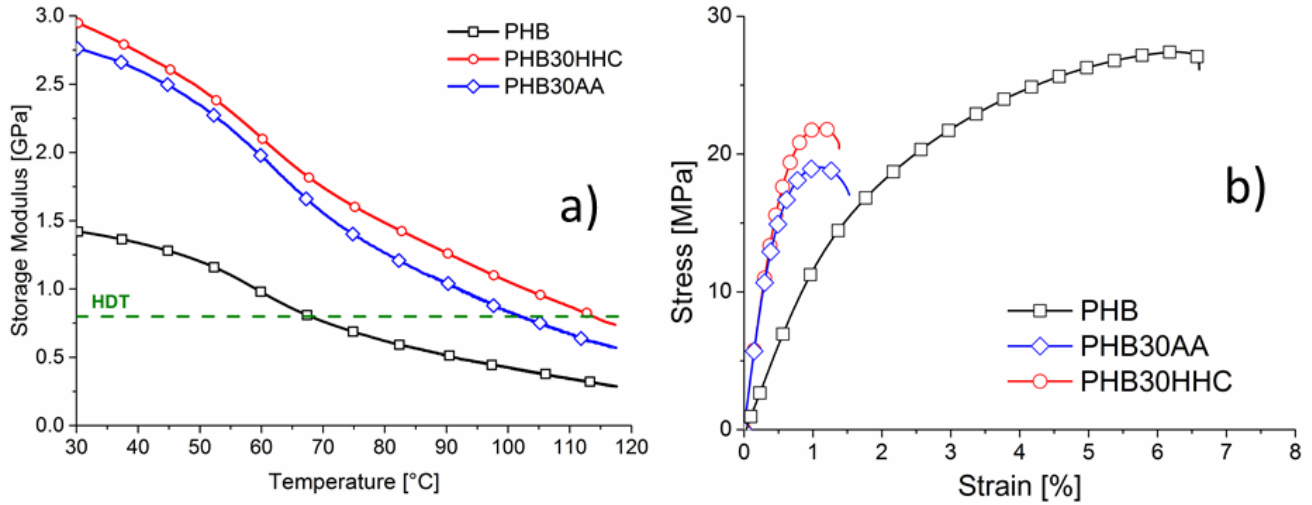 3.0
2.5
2.0
1.5
1.0
0.5
0.0
Storage Modulus [GPa]
PHB
PHB30HHC
PHB30AA
a)
HDT
30 40 50 60 70 80 90 100 110 120
Temperature [°C]
30
20
10
0
Stress [MPa]
b)
PHB
PHB30AA
PHB30HHC
0 1 2 3 4 5 6 7 8
Strain [%]